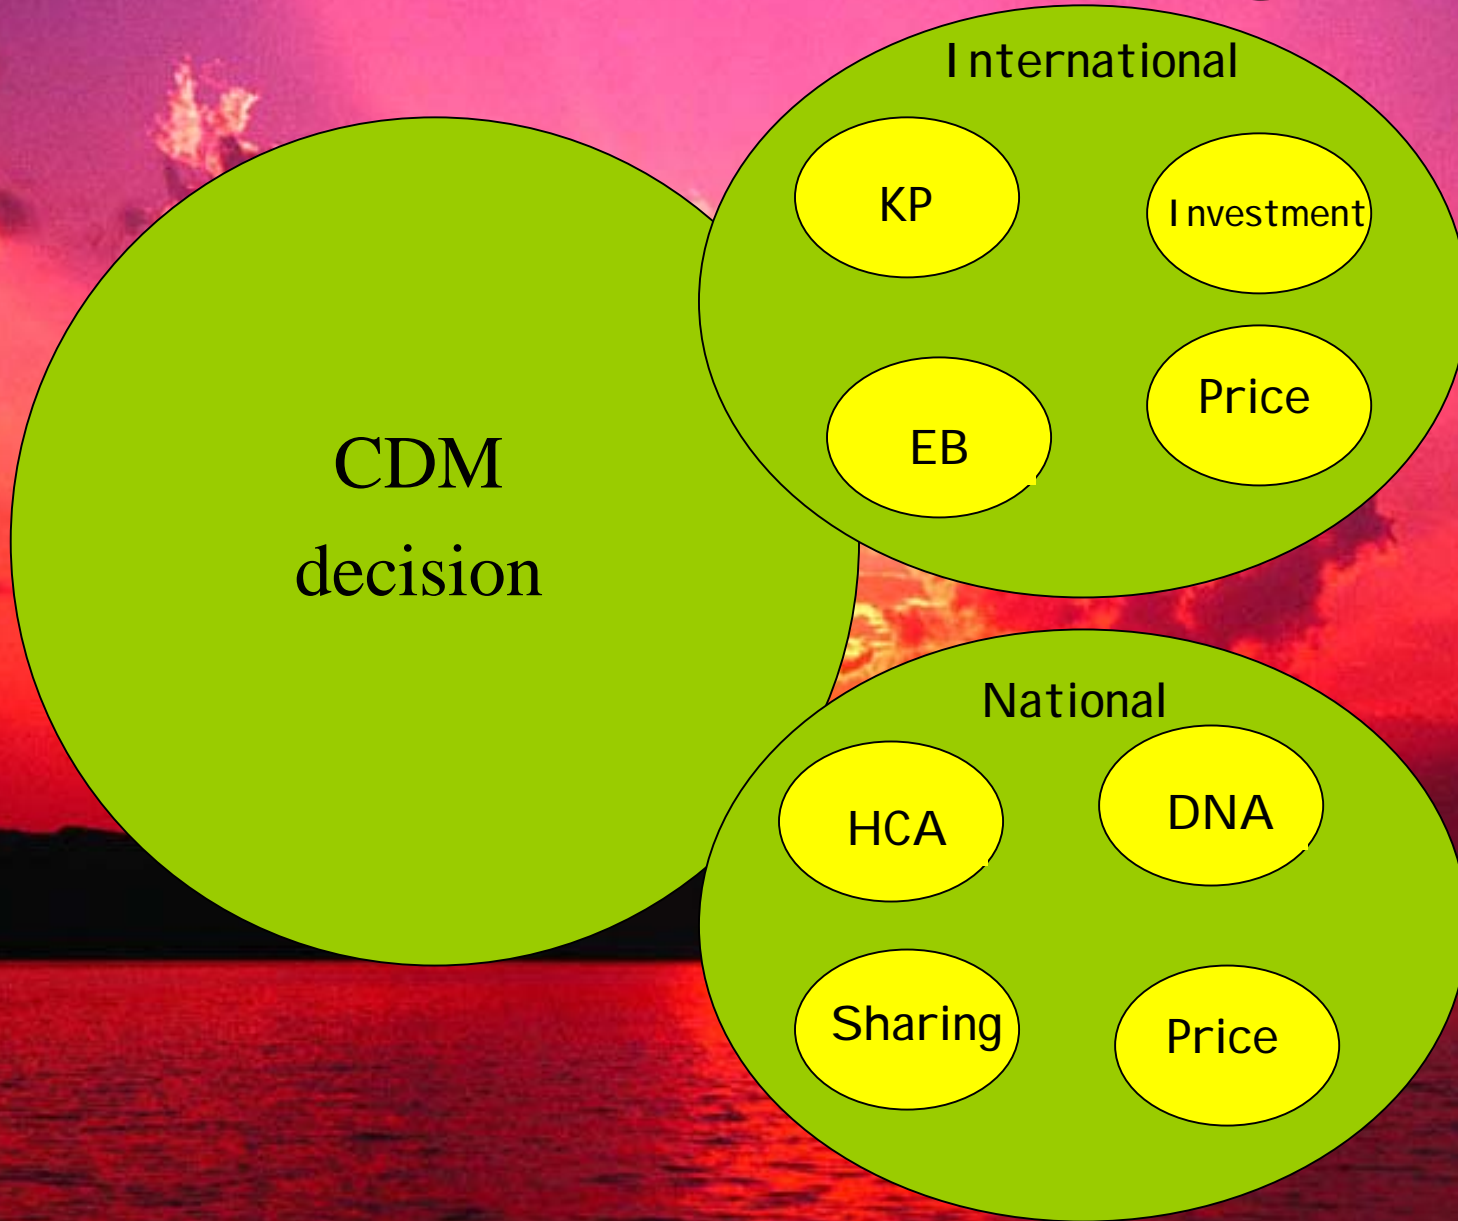 International
KP
Investment
EB
Price
CDM
decision
National
HCA
DNA
Sharing
Price